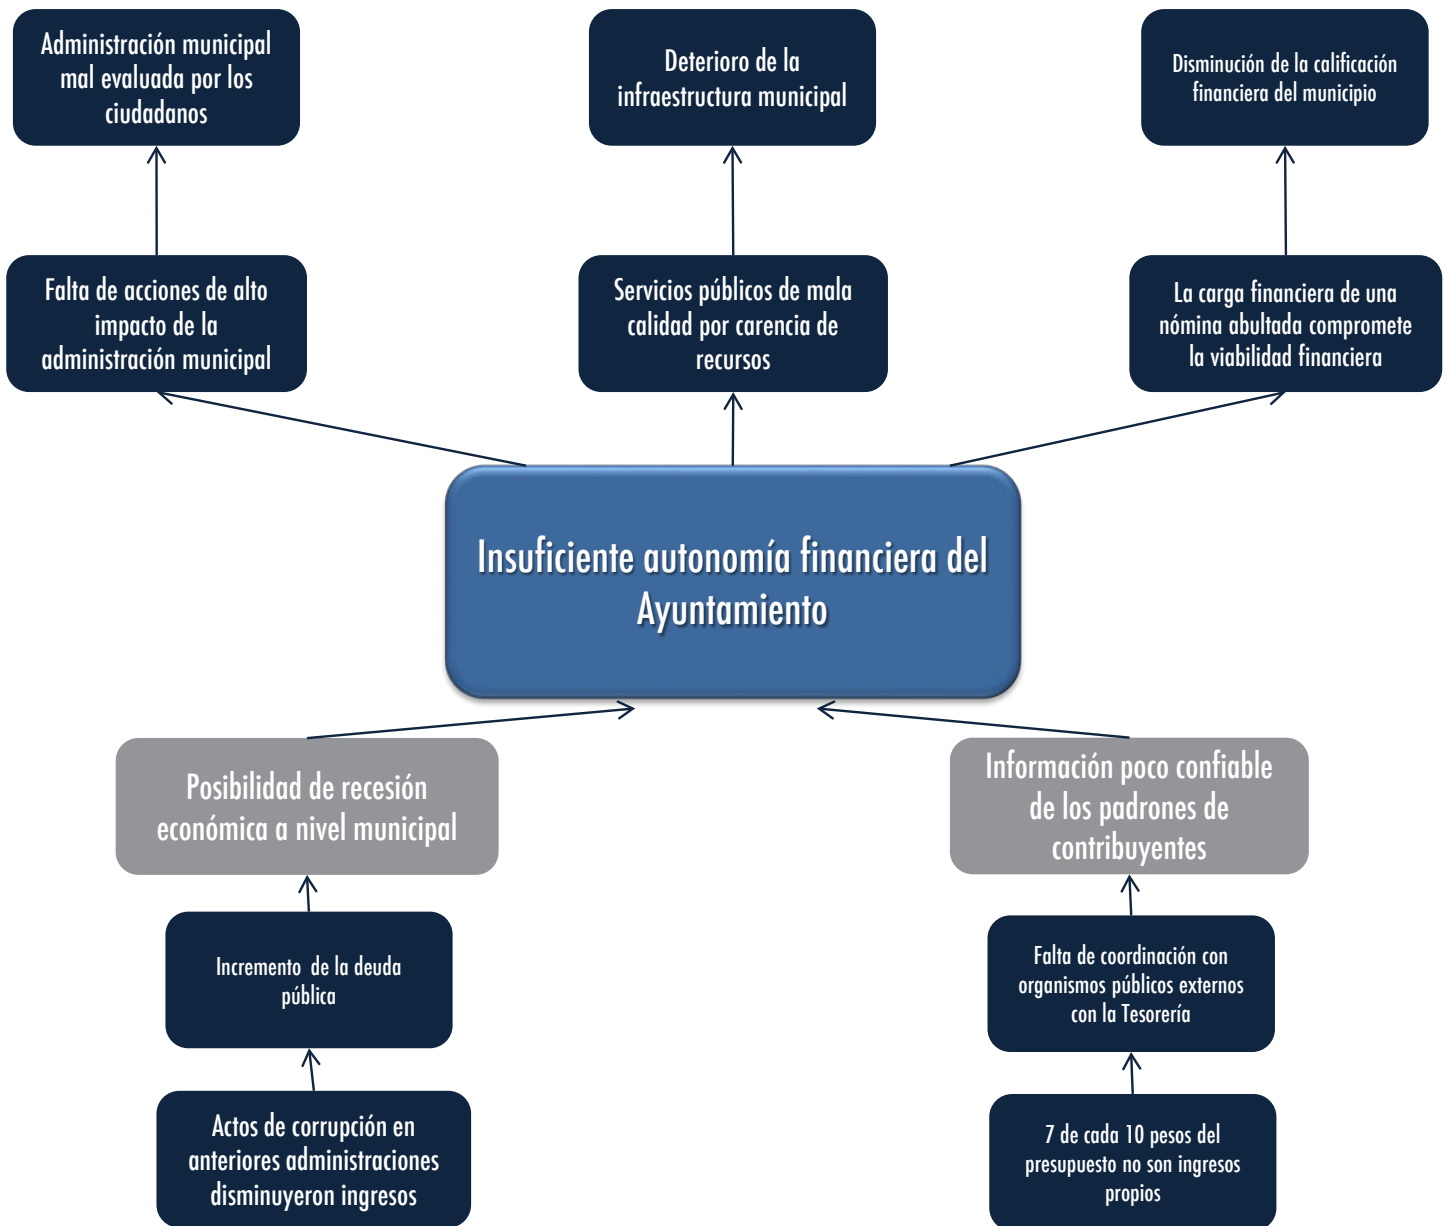 Administración municipal
mal evaluada por los
ciudadanos
Deterioro de la
infraestructura municipal
Disminución de la calificación
financiera del municipio
Falta de acciones de alto
impacto de la
administración municipal
Servicios públicos de mala
calidad por carencia de
recursos
La carga financiera de una
nómina abultada compromete
la viabilidad financiera
Insuficiente autonomía financiera del
Ayuntamiento
Posibilidad de recesión
económica a nivel municipal
Información poco confiable
de los padrones de
contribuyentes
Incremento de la deuda
pública
Falta de coordinación con
organismos públicos externos
con la Tesorería
Actos de corrupción en
anteriores administraciones
disminuyeron ingresos
7 de cada 10 pesos del
presupuesto no son ingresos
propios